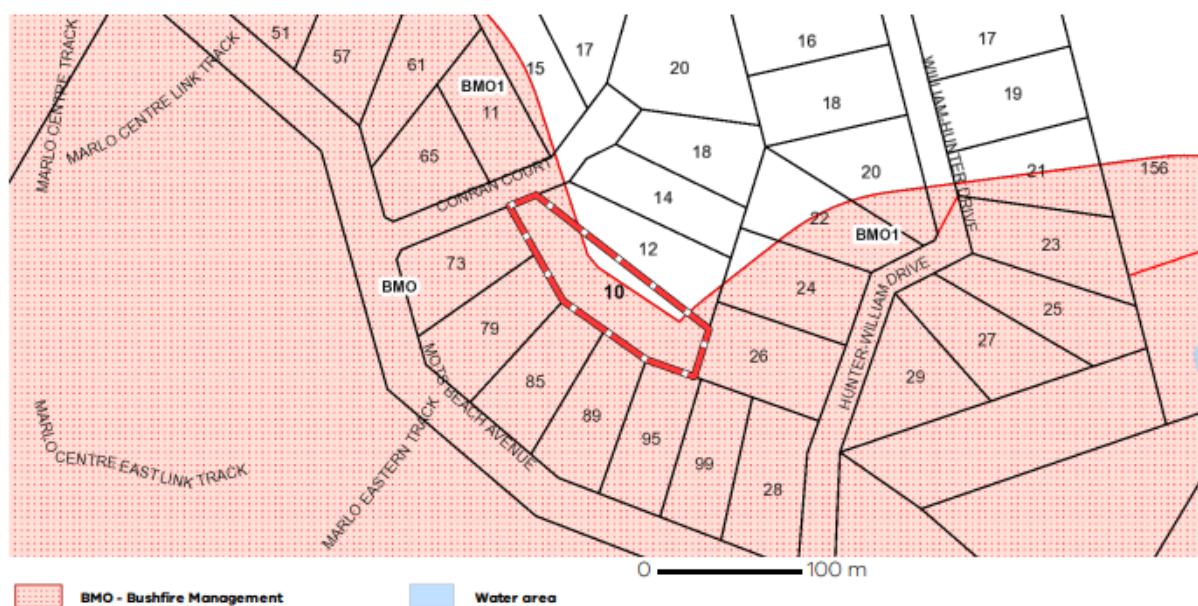 51
57
61
BMO1
11
65
15
17
20
16
18
20
17
19
21
156
WILLIAM-HUNTER DRIVE
MARLO CENTRE TRACK
MARLO CENTRE LINK TRACK
CONRAN COURT
18
14
12
10
22
BMO1
23
24
25
26
27
29
28
HUNTER-WILLIAM DRIVE
73
BMO
79
85
89
95
99
MOTS BEACH AVENUE
MARLO EASTERN TRACK
MARLO CENTRE EAST LINK TRACK
0 100 m
BMO - Bushfire Management
Water area